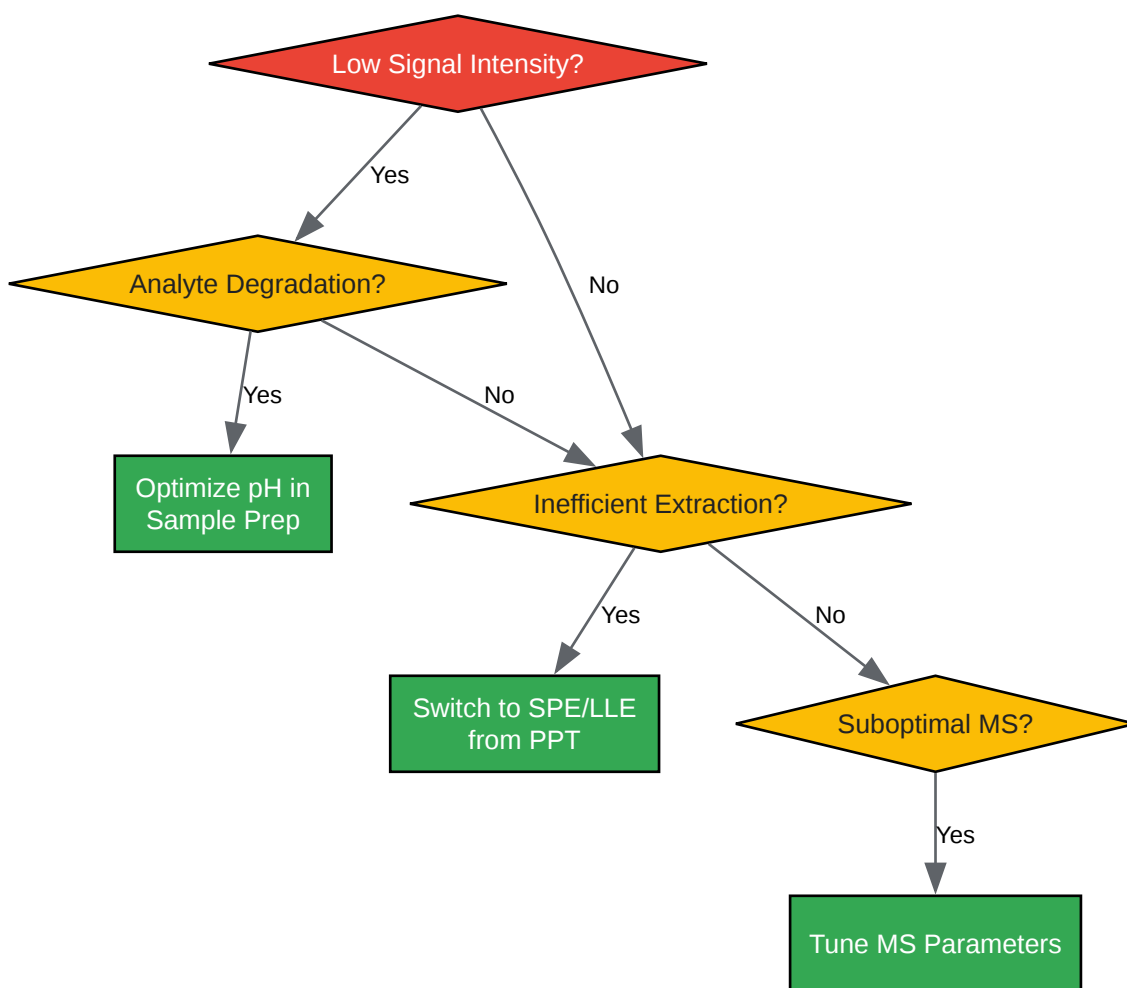 Low Signal Intensity?
Yes
Analyte Degradation?
No
Yes
No
Optimize pH in
Sample Prep
Inefficient Extraction?
Yes
No
Switch to SPE/LLE
from PPT
Suboptimal MS?
Yes
Tune MS Parameters